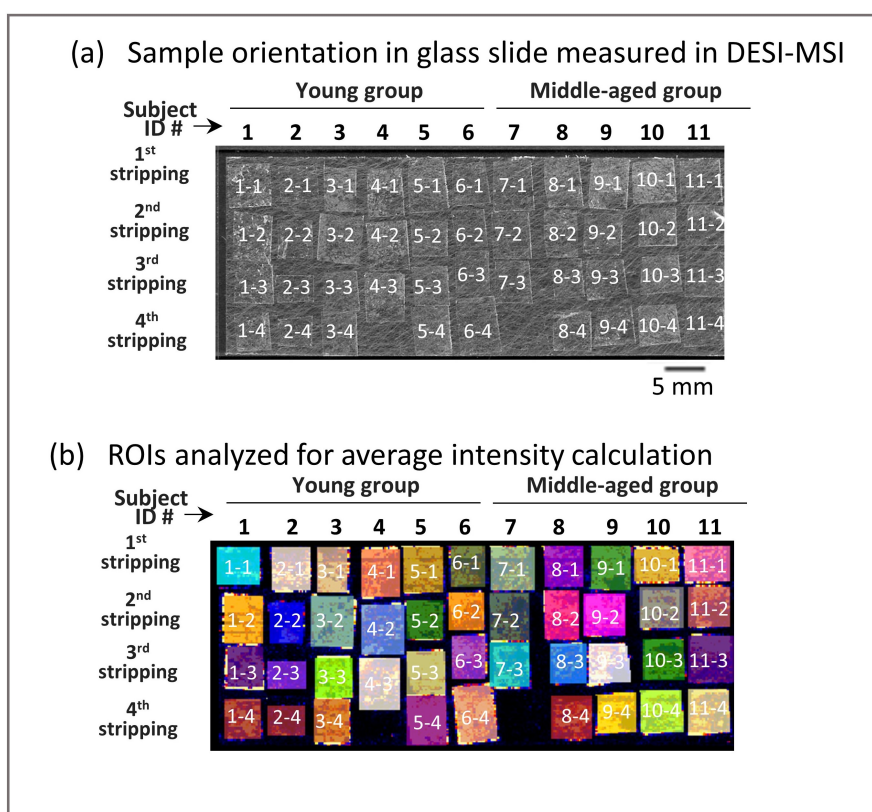 (a) Sample orientation in glass slide measured in DESI-MSI
Young group Middle-aged group
Subject
ID # 1 2 3 4 5 6 7 8 9 10 11
1st
stripping 1-1 2-1 3-1 4-1 5-1 6-1 7-1 8-1 9-1 10-1 11-1
2nd
stripping 1-2 2-2 3-2 4-2 5-2 6-2 7-2 8-2 9-2 10-2 11-2
3rd
stripping 1-3 2-3 3-3 4-3 5-3 6-3 7-3 8-3 9-3 10-3 11-3
4th
stripping 1-4 2-4 3-4 5-4 6-4 8-4 9-4 10-4 11-4
5 mm
(b) ROIs analyzed for average intensity calculation
Young group Middle-aged group
Subject
ID # 1 2 3 4 5 6 7 8 9 10 11
1st
stripping 1-1 2-1 3-1 4-1 5-1 6-1 7-1 8-1 9-1 10-1 11-1
2nd
stripping 1-2 2-2 3-2 4-2 5-2 6-2 7-2 8-2 9-2 10-2 11-2
3rd
stripping 1-3 2-3 3-3 4-3 5-3 6-3 7-3 8-3 9-3 10-3 11-3
4th
stripping 1-4 2-4 3-4 5-4 6-4 8-4 9-4 10-4 11-4